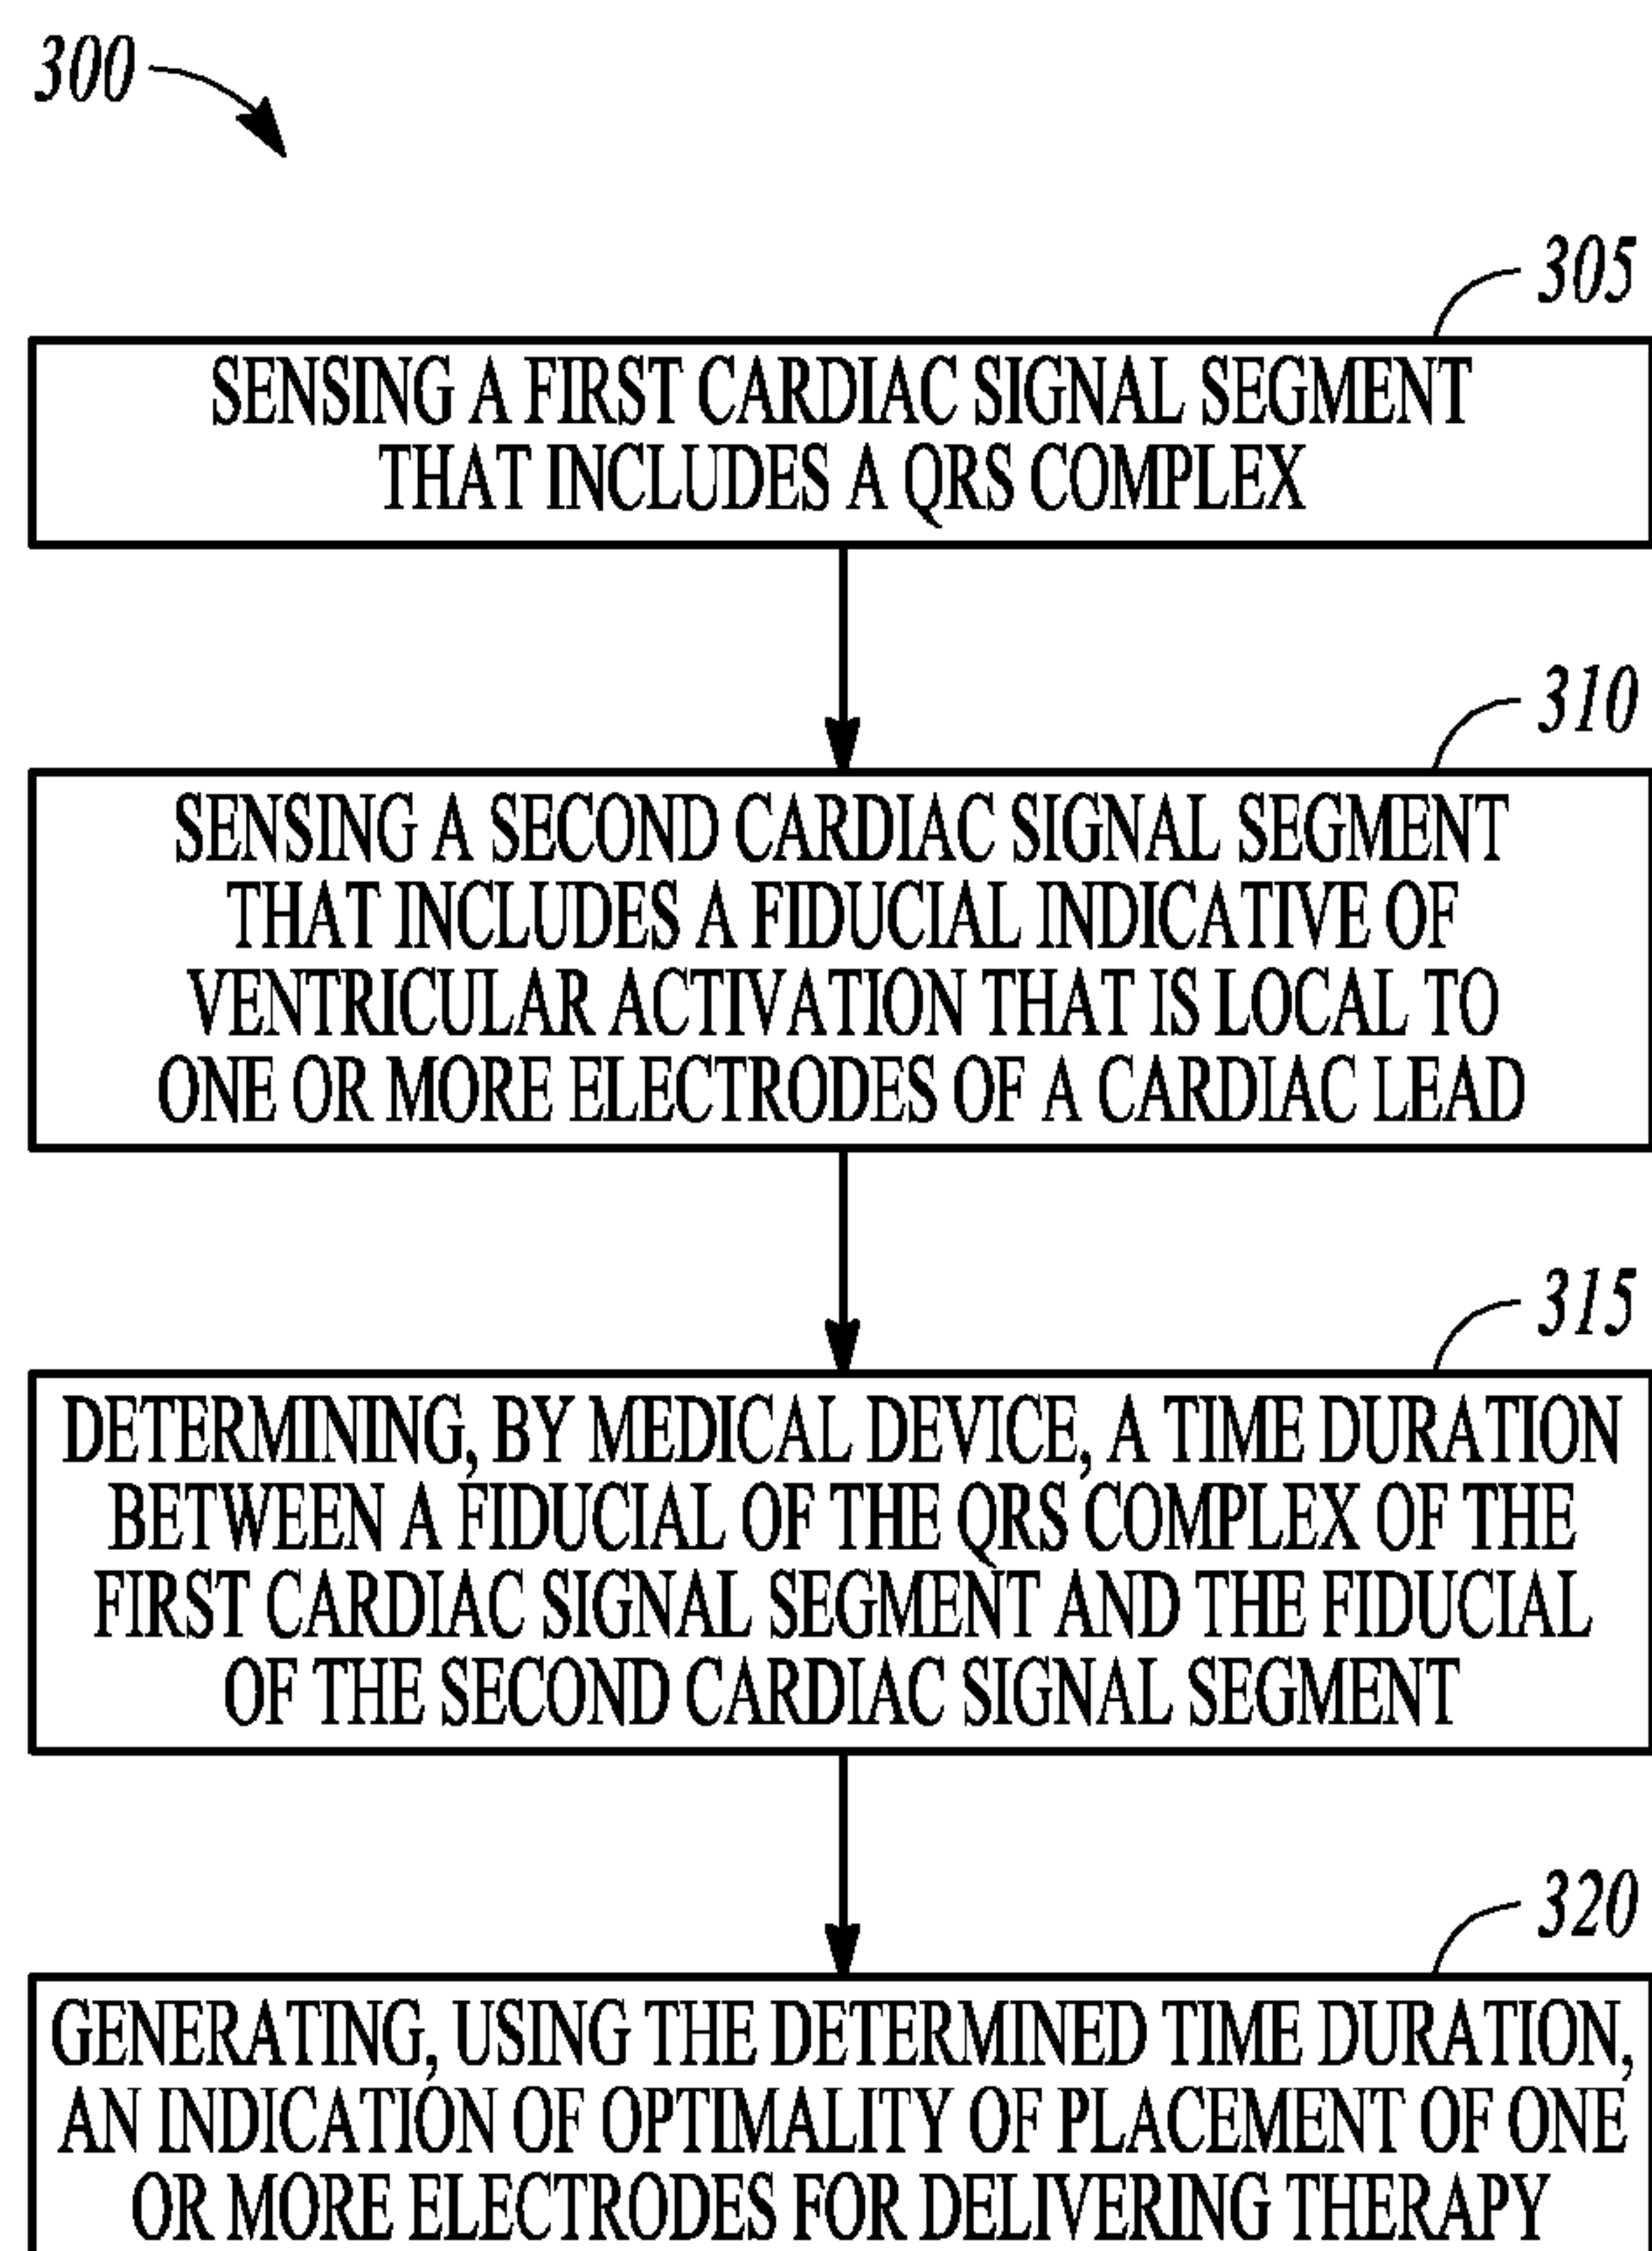 300
305
SENSING A FIRST CARDIAC SIGNAL SEGMENT
THAT INCLUDES A QRS COMPLEX
310
SENSING A SECOND CARDIAC SIGNAL SEGMENT
THAT INCLUDES A FIDUCIAL INDICATIVE OF
VENTRICULAR ACTIVATION THAT IS LOCAL TO
ONE OR MORE ELECTRODES OF A CARDIAC LEAD
315
DETERMINING, BY MEDICAL DEVICE, A TIME DURATION
BETWEEN A FIDUCIAL OF THE QRS COMPLEX OF THE
FIRST CARDIAC SIGNAL SEGMENT AND THE FIDUCIAL
OF THE SECOND CARDIAC SIGNAL SEGMENT
320
GENERATING, USING THE DETERMINED TIME DURATION,
AN INDICATION OF OPTIMALITY OF PLACEMENT OF ONE
OR MORE ELECTRODES FOR DELIVERING THERAPY